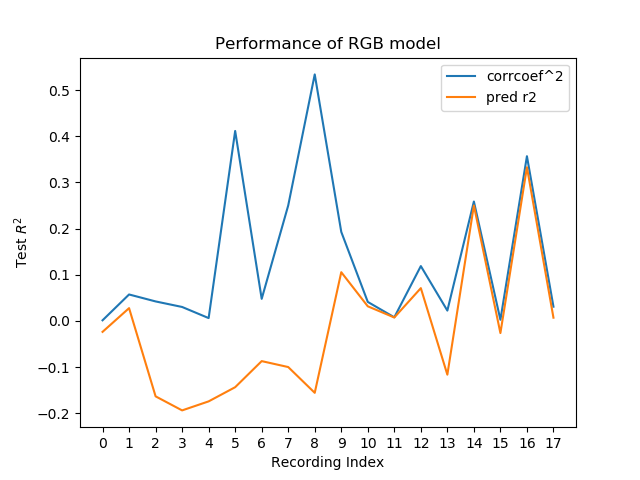 Performance of RGB model
corrcoef^2
pred r2
Test R²
0.5
0.4
0.3
0.2
0.1
0.0
−0.1
−0.2
0 1 2 3 4 5 6 7 8 9 10 11 12 13 14 15 16 17
Recording Index